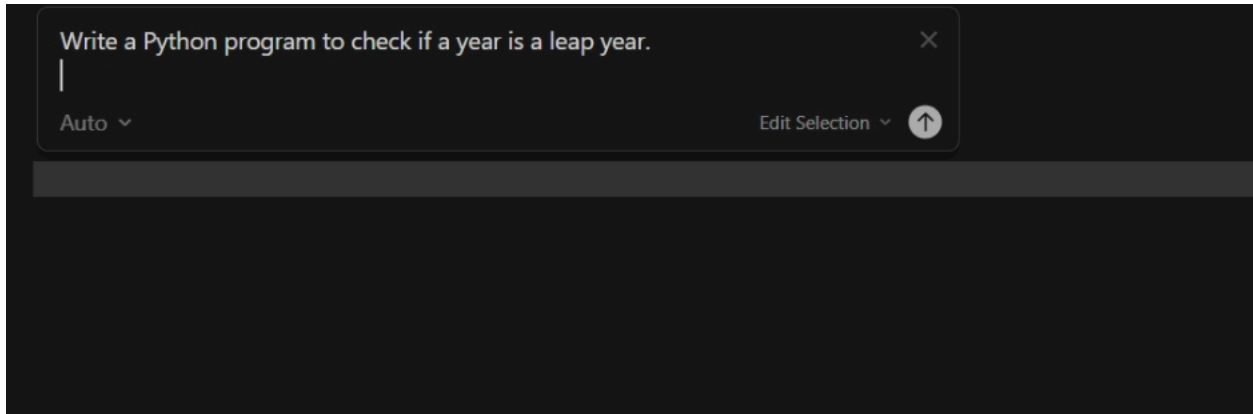 Write a Python program to check if a year is a leap year.
Auto
Edit Selection